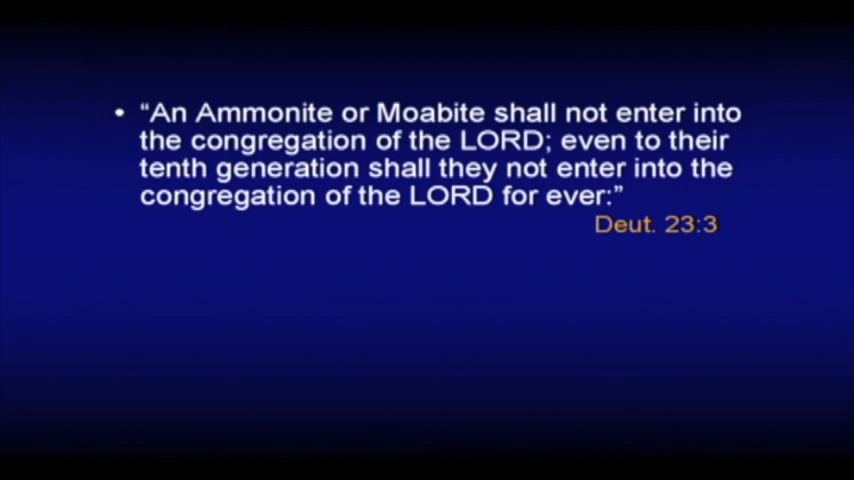 • “An Ammonite or Moabite shall not enter into
the congregation of the LORD; even to their
tenth generation shall they not enter into the
congregation of the LORD for ever:”
Deut. 23:3